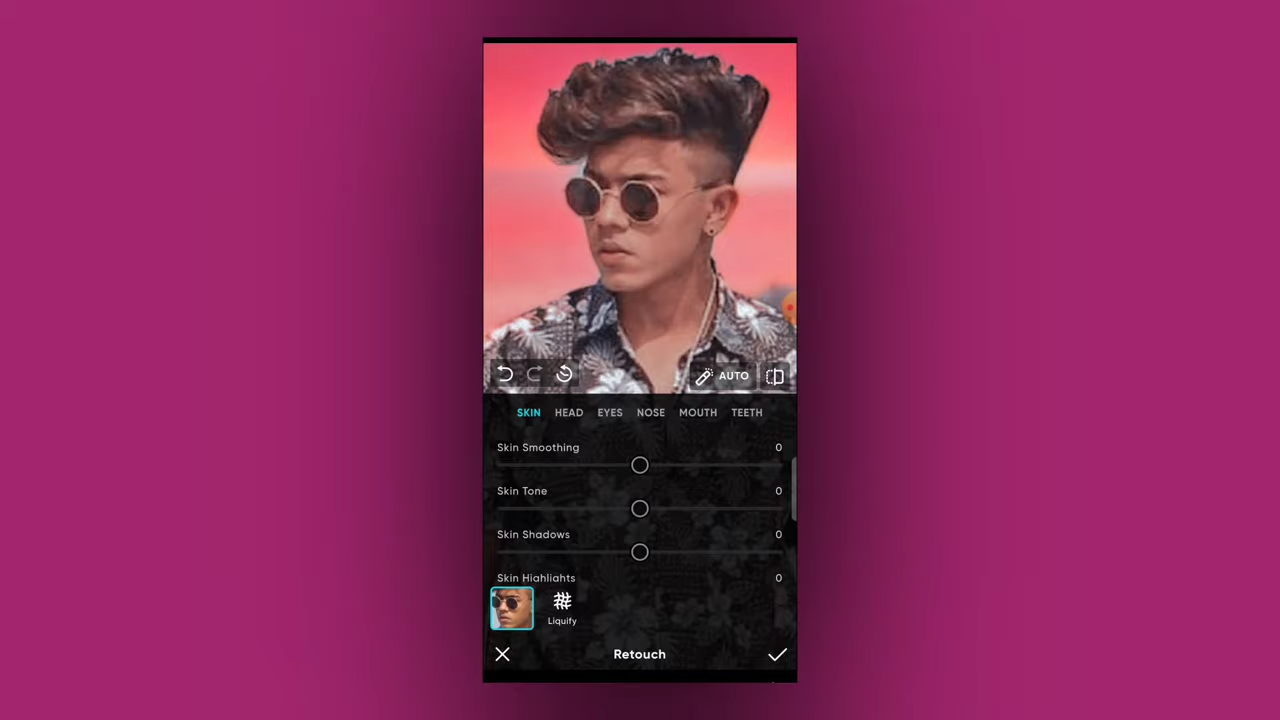 AUTO
SKIN HEAD EYES NOSE MOUTH TEETH
Skin Smoothing 0
Skin Tone 0
Skin Shadows 0
Skin Highlights 0
Liquify
Retouch